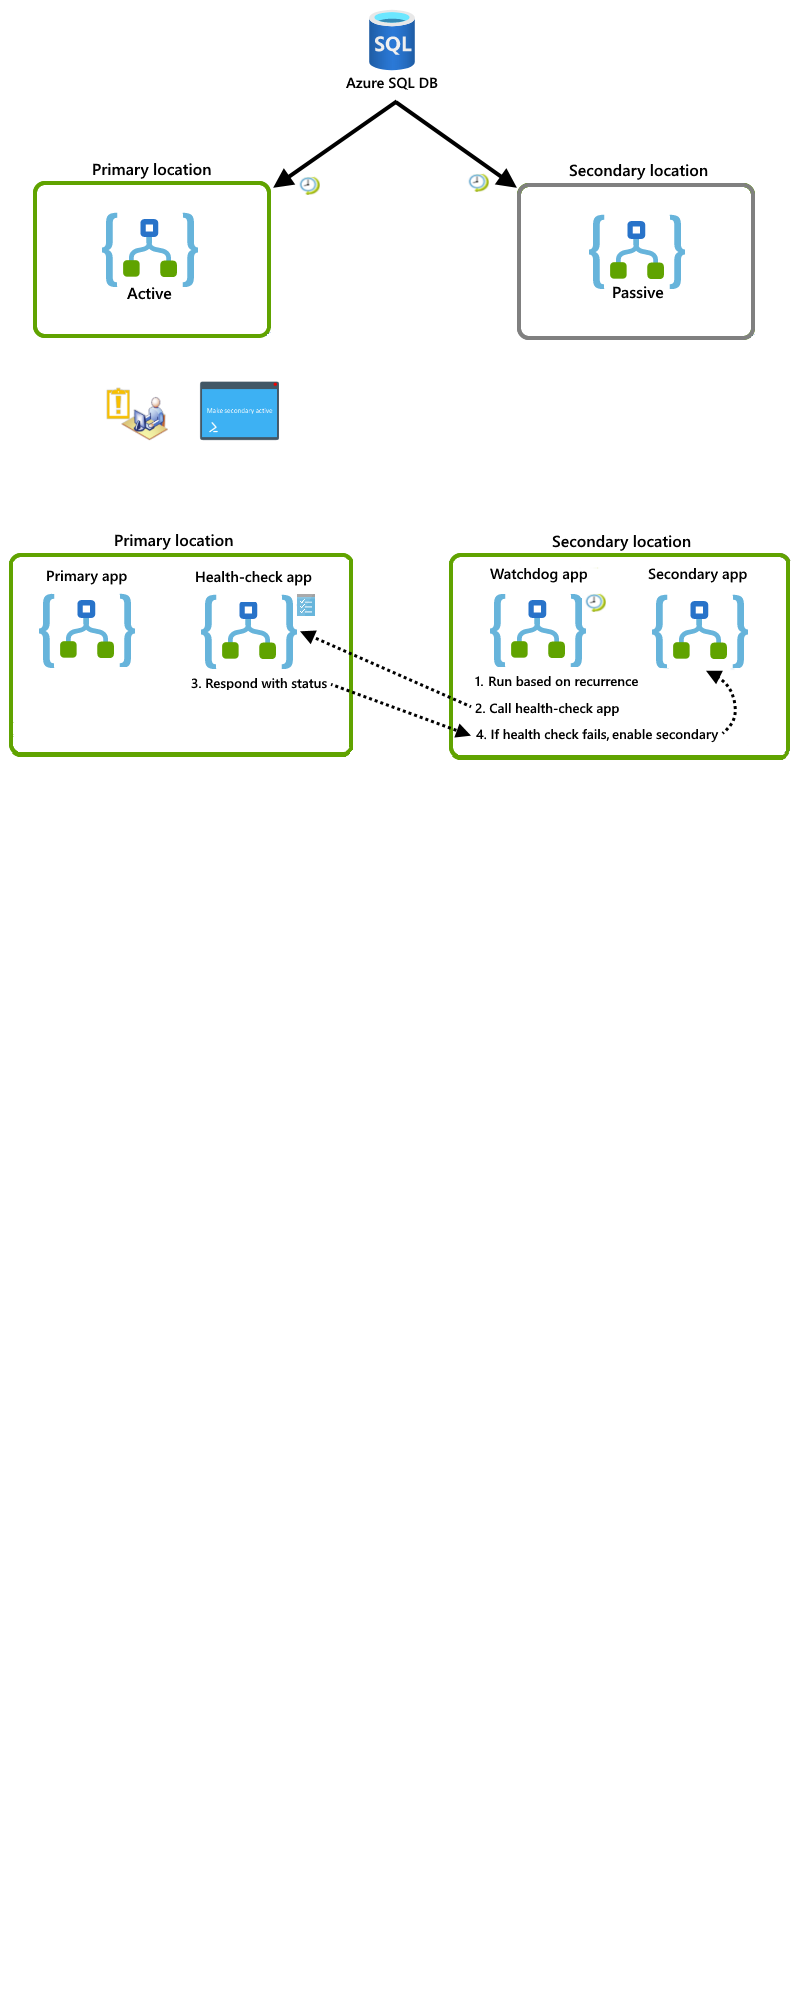 SQL
Azure SQL DB
Primary location
Secondary location
Active
Passive
Make secondary active
Primary location
Secondary location
Primary app
Health-check app
Watchdog app
Secondary app
3. Respond with status
1. Run based on recurrence
2. Call health-check app
4. If health check fails, enable secondary